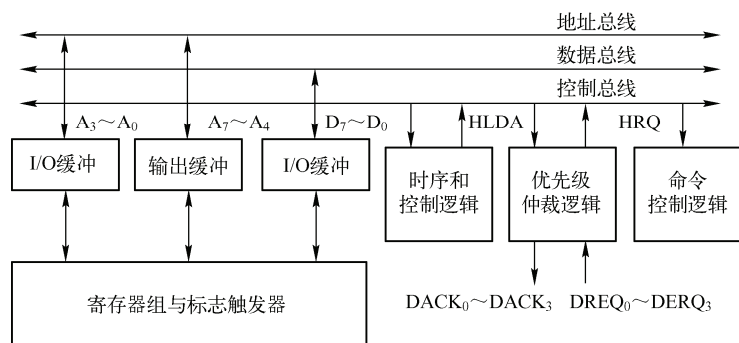 地址总线
数据总线
控制总线
A₃～A₀ A₇～A₄ D₇～D₀ HLDA HRQ
I/O缓冲 输出缓冲 I/O缓冲
时序和
控制逻辑
优先级
仲裁逻辑
命令
控制逻辑
寄存器组与标志触发器
DACK₀～DACK₃ DREQ₀～DERQ₃